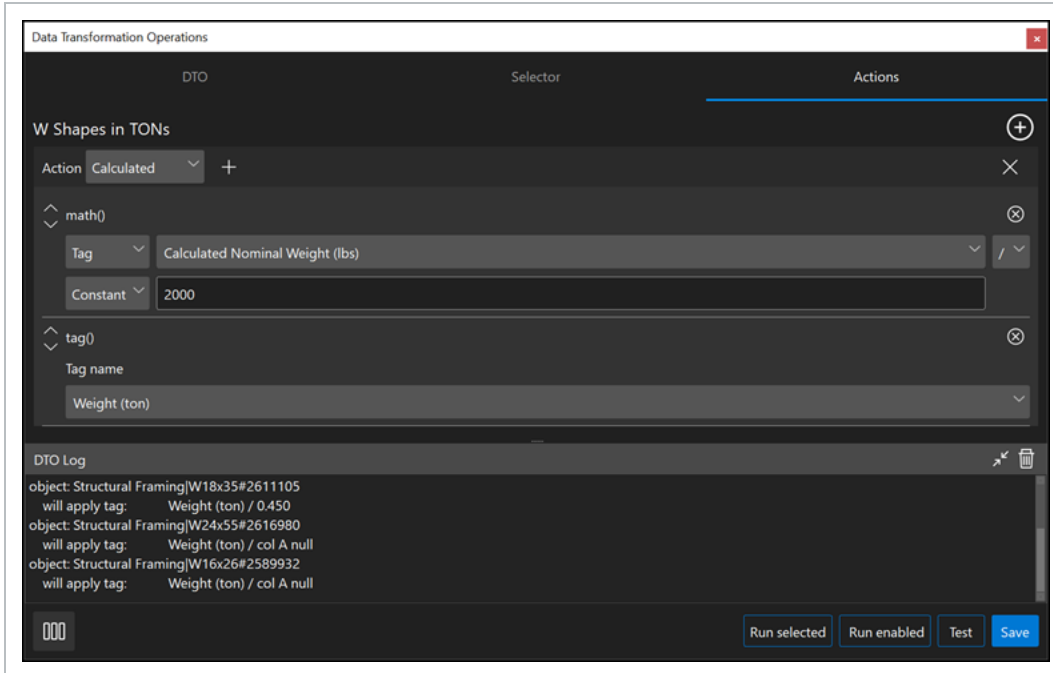 Data Transformation Operations
DTO Selector Actions
W Shapes in TONs
Action Calculated
math()
Tag Calculated Nominal Weight (lbs) /
Constant 2000
tag()
Tag name
Weight (ton)
DTO Log
object: Structural Framing|W18x35#2611105
will apply tag: Weight (ton) / 0.450
object: Structural Framing|W24x55#2616980
will apply tag: Weight (ton) / col A null
object: Structural Framing|W16x26#2589932
will apply tag: Weight (ton) / col A null
Run selected Run enabled Test Save